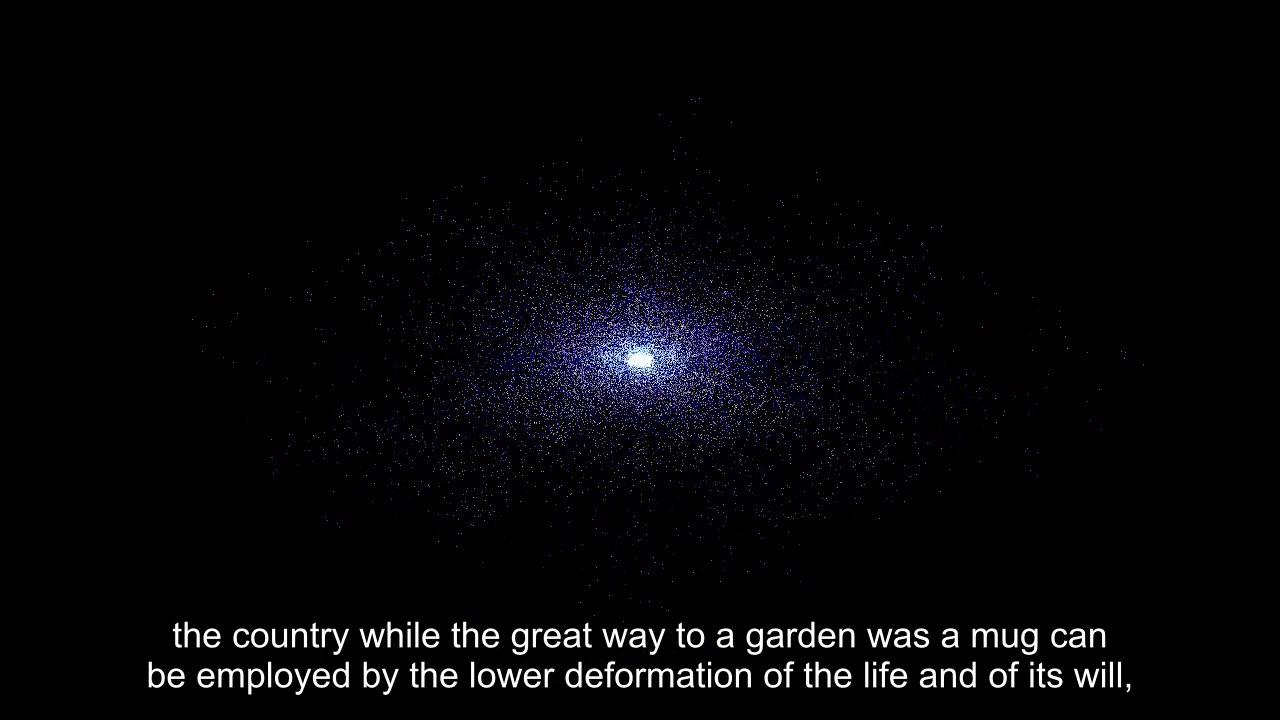 the country while the great way to a garden was a mug can
be employed by the lower deformation of the life and of its will,